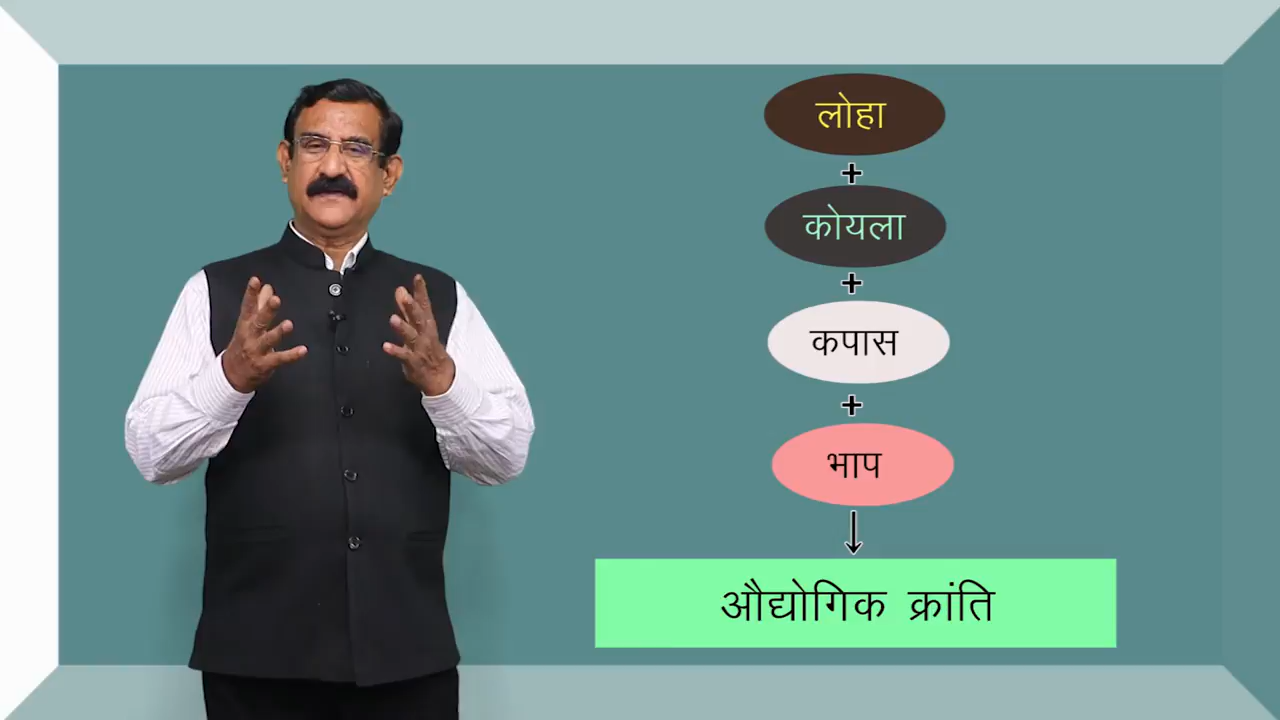 लोहा
+
कोयला
+
कपास
+
भाप
↓
औद्योगिक क्रांति